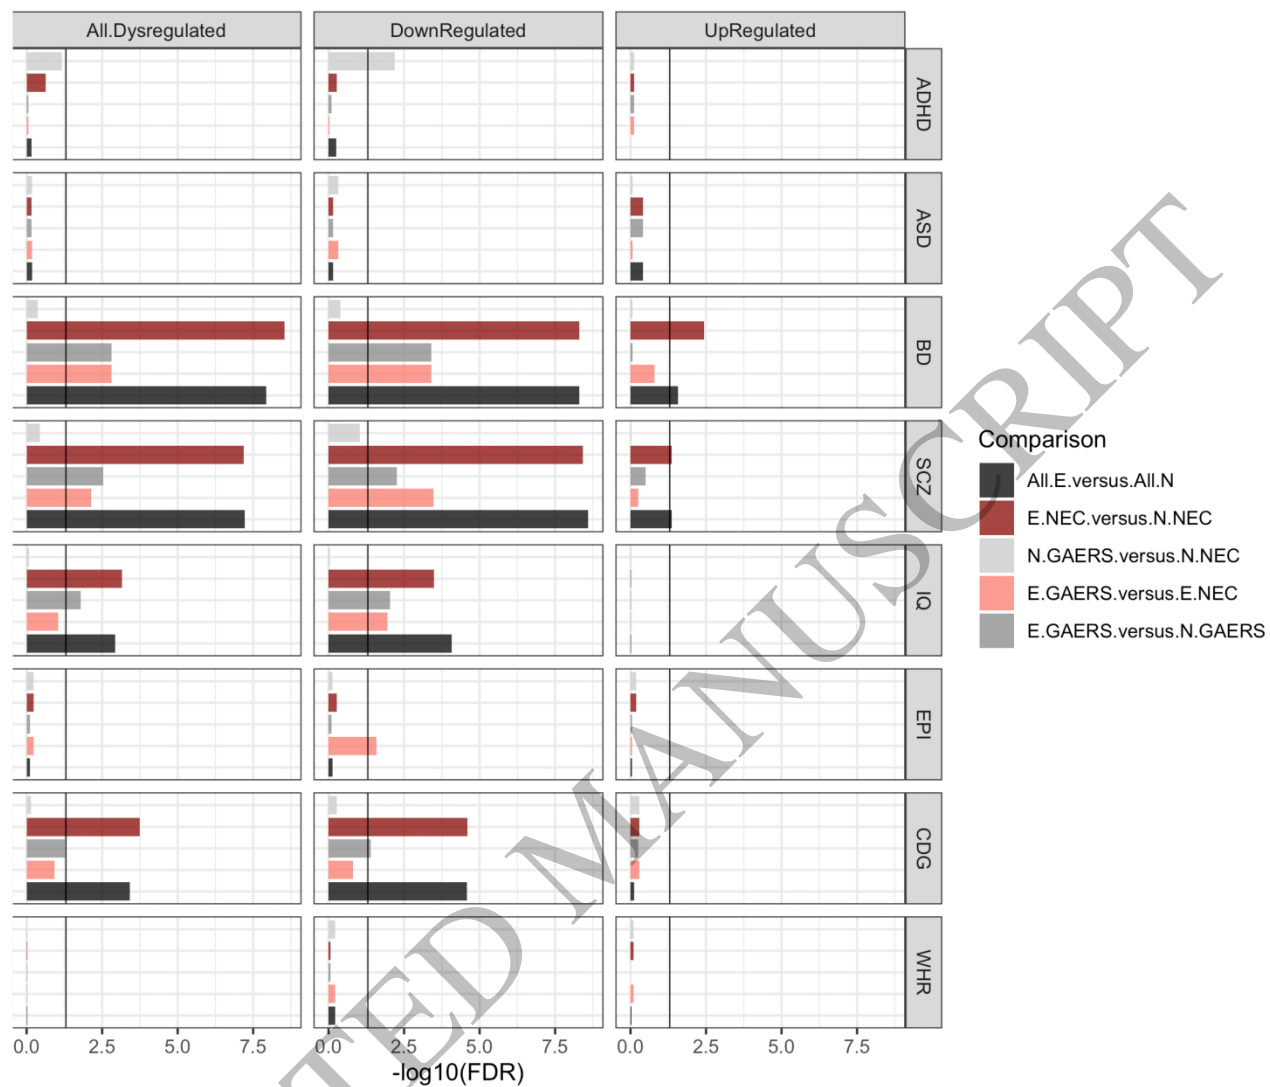 All.Dysregulated DownRegulated UpRegulated
ADHD
ASD
BD
SCZ
IQ
EPI
CDG
WHR
Comparison
All.E.versus.All.N
E.NEC.versus.N.NEC
N.GAERS.versus.N.NEC
E.GAERS.versus.E.NEC
E.GAERS.versus.N.GAERS
0.0 2.5 5.0 7.5 0.0 2.5 5.0 7.5 0.0 2.5 5.0 7.5
-log10(FDR)
TED MANUSCRIPT